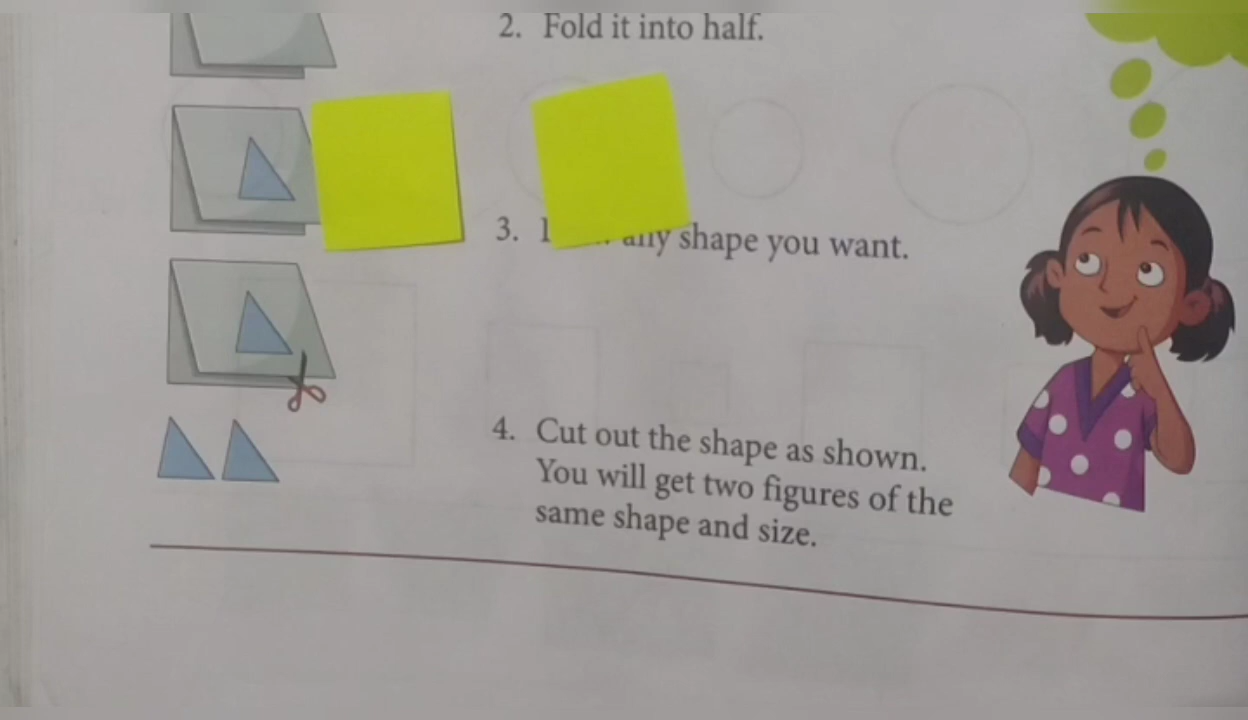 2. Fold it into half.
3. any shape you want.
4. Cut out the shape as shown.
You will get two figures of the
same shape and size.